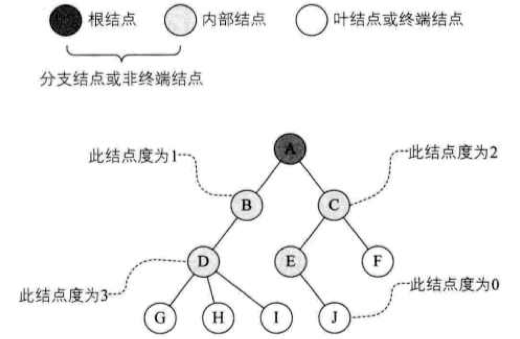 根结点 内部结点 叶结点或终端结点
分支结点或非终端结点
A
此结点度为1 此结点度为2
B C
D E F
此结点度为3 此结点度为0
G H I J